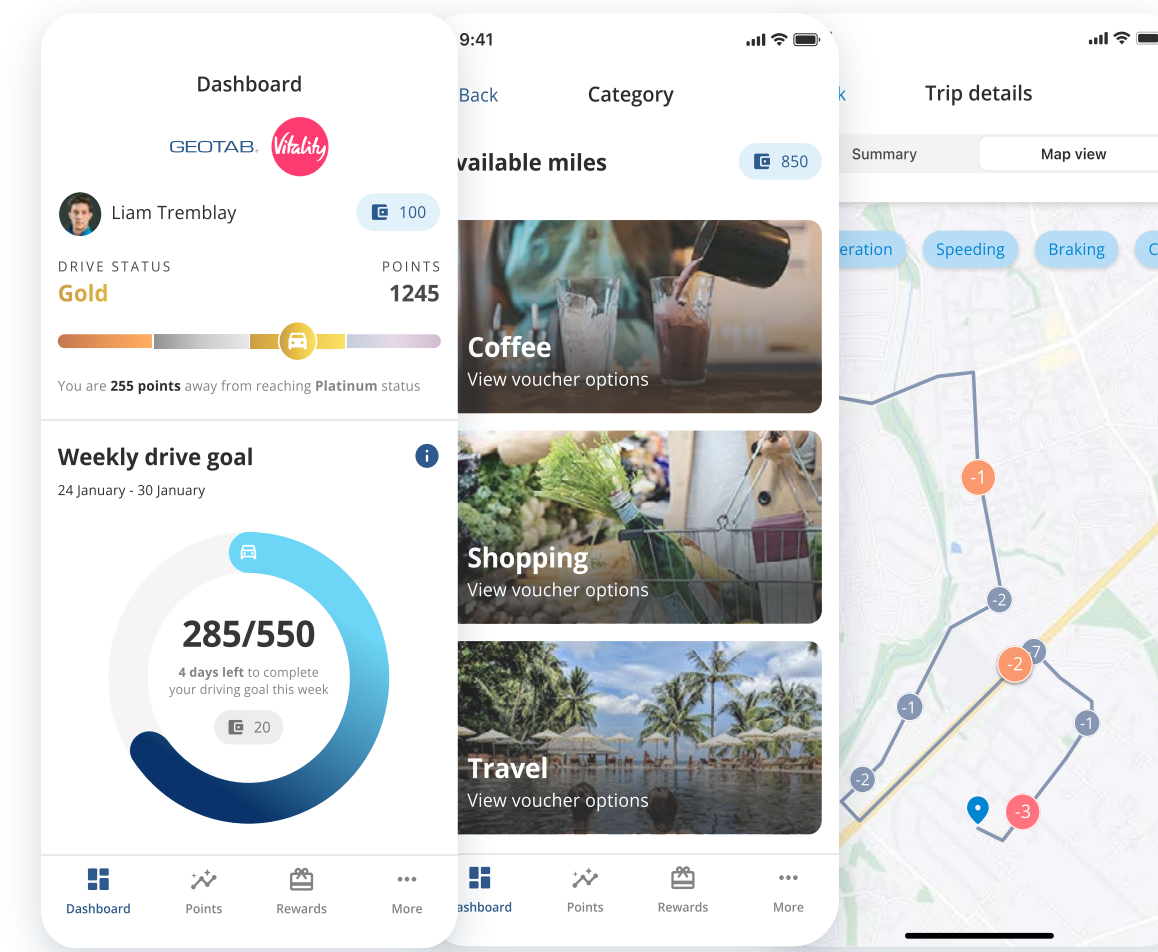 Dashboard
GEOTAB.
Vitality
Liam Tremblay
100
DRIVE STATUS
POINTS
Gold
1245
You are 255 points away from reaching Platinum status
Weekly drive goal
24 January - 30 January
285/550
4 days left to complete
your driving goal this week
20
Dashboard
Points
Rewards
More
9:41
Back
Category
vailable miles
850
Coffee
View voucher options
Shopping
View voucher options
Travel
View voucher options
ashboard
Points
Rewards
More
k
Trip details
Summary
Map view
eration
Speeding
Braking
C
-1
-2
-2
7
-1
-1
-2
-3